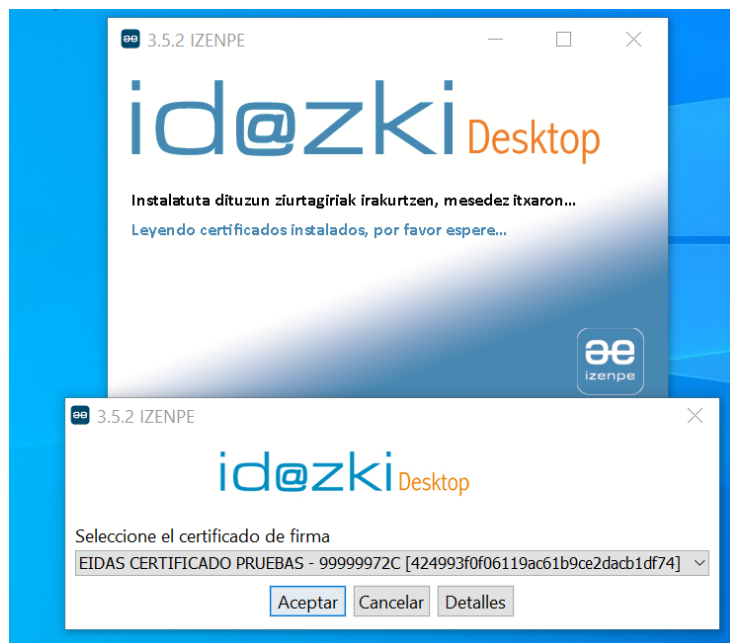 3.5.2 IZENPE
id@zki Desktop
Instalatuta dituzun ziurtagiriak irakurtzen, mesedez itxaron...
Leyendo certificados instalados, por favor espere...
izenpe
3.5.2 IZENPE
id@zki Desktop
Seleccione el certificado de firma
EIDAS CERTIFICADO PRUEBAS - 99999972C [424993f0f06119ac61b9ce2dacb1df74]
Aceptar Cancelar Detalles